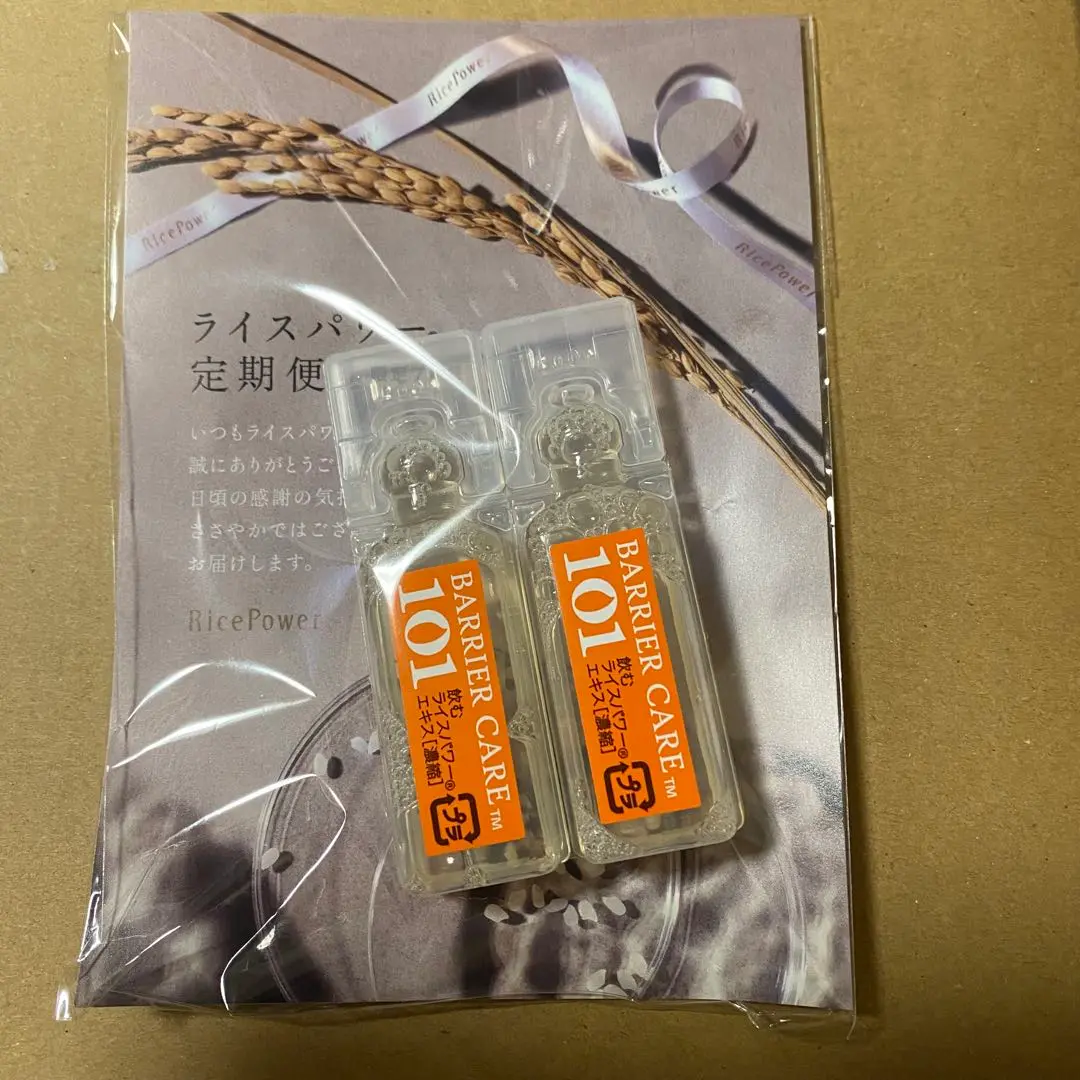 RicePower
RicePower
RicePower
ライスパワー®
定期便
いつもライスパワ
誠にありがとうご
日頃の感謝の気持
ささやかではござ
お届けします。
RicePower
BARRIER CARE™
101
飲む
ライスパワー®
エキス[濃縮]
プラ
BARRIER CARE™
101
飲む
ライスパワー®
エキス[濃縮]
プラ